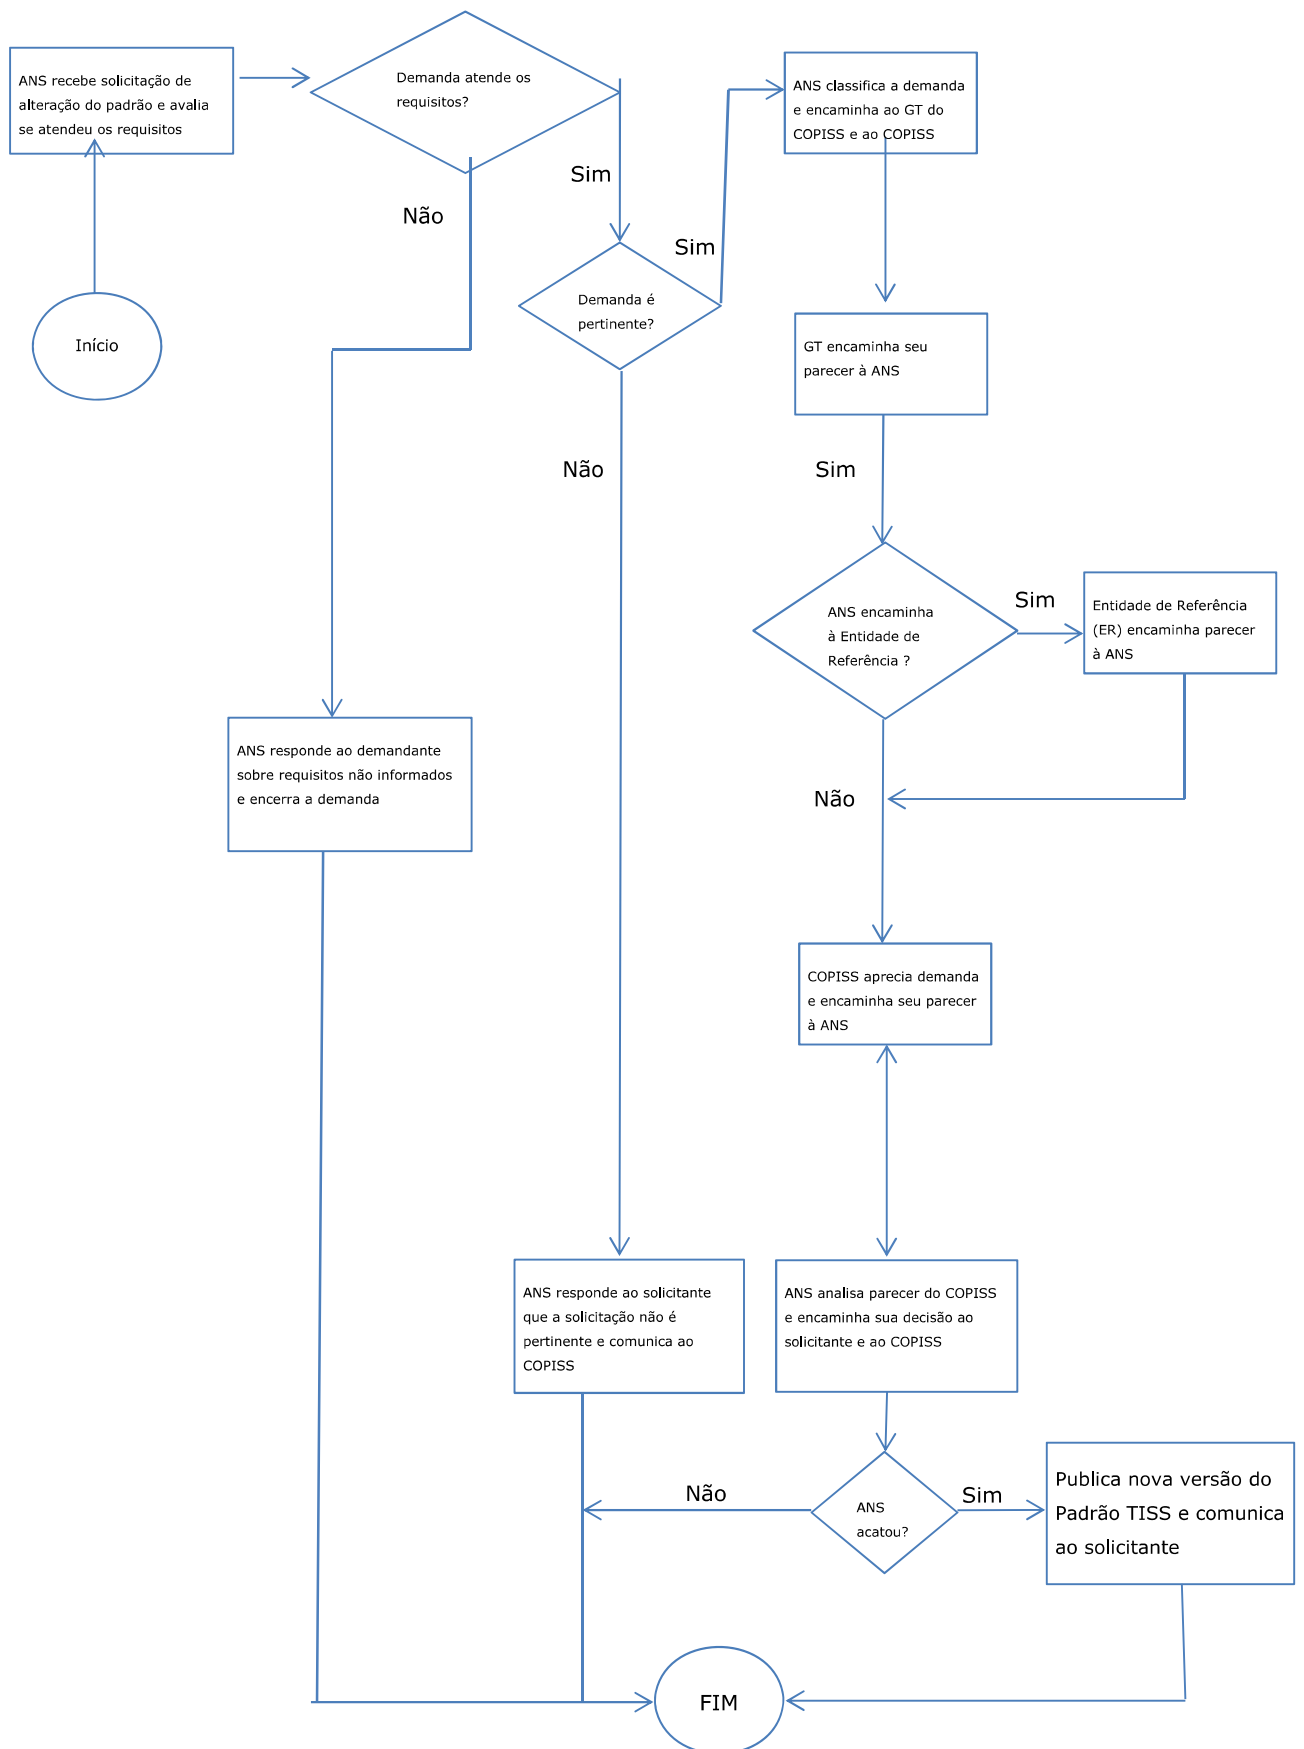 ANS recebe solicitação de
alteração do padrão e avalia
se atendeu os requisitos
Demanda atende os
requisitos?
ANS classifica a demanda
e encaminha ao GT do
COPISS e ao COPISS
Sim
Não
Sim
Demanda é
pertinente?
Início
GT encaminha seu
parecer à ANS
Não
Sim
ANS encaminha
à Entidade de
Referência ?
Sim
Entidade de Referência
(ER) encaminha parecer
à ANS
ANS responde ao demandante
sobre requisitos não informados
e encerra a demanda
Não
COPISS aprecia demanda
e encaminha seu parecer
à ANS
ANS responde ao solicitante
que a solicitação não é
pertinente e comunica ao
COPISS
ANS analisa parecer do COPISS
e encaminha sua decisão ao
solicitante e ao COPISS
Não
ANS
acatou?
Sim
Publica nova versão do
Padrão TISS e comunica
ao solicitante
FIM